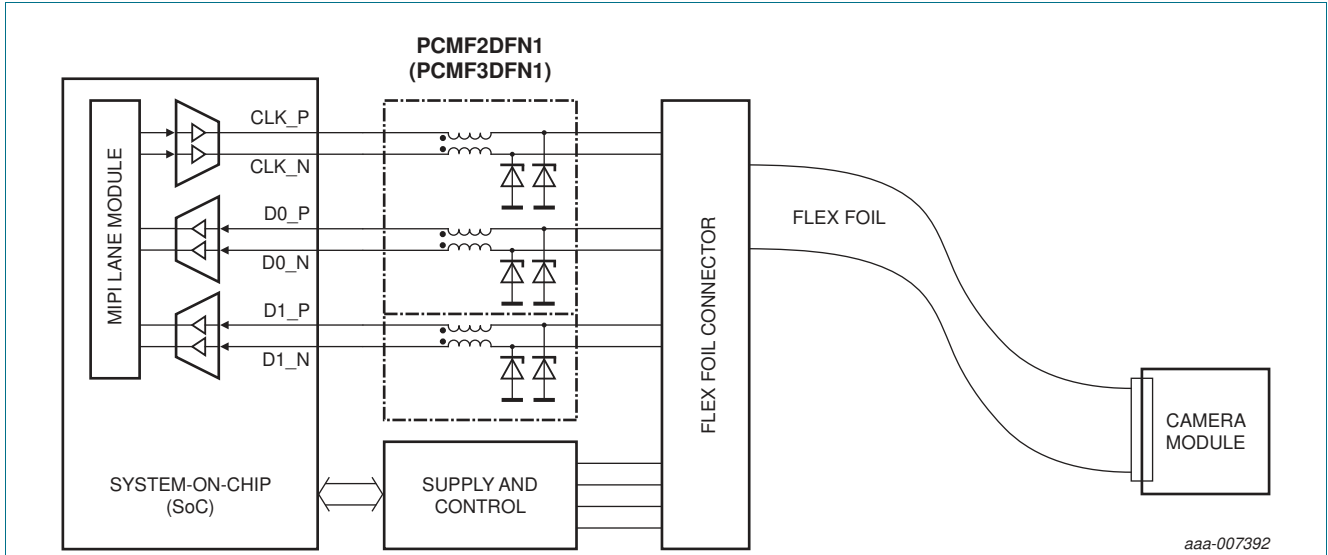 PCMF2DFN1
(PCMF3DFN1)
MIPI LANE MODULE
CLK_P
CLK_N
D0_P
D0_N
D1_P
D1_N
SYSTEM-ON-CHIP
(SoC)
SUPPLY AND
CONTROL
FLEX FOIL CONNECTOR
FLEX FOIL
CAMERA
MODULE
aaa-007392